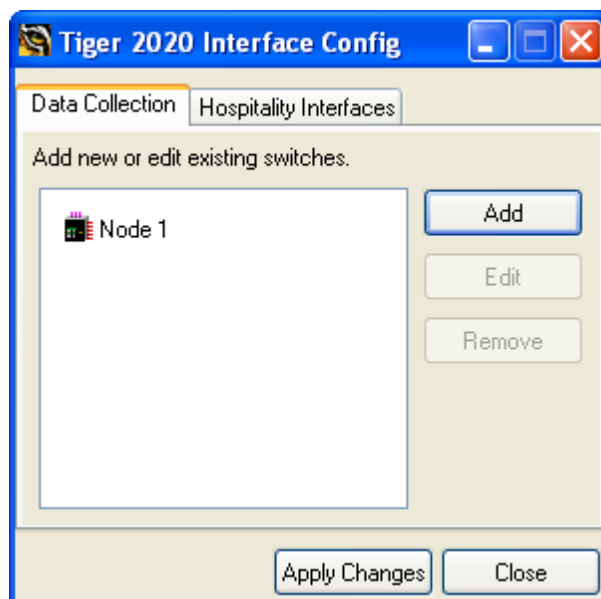 Tiger 2020 Interface Config
Data Collection
Hospitality Interfaces
Add new or edit existing switches.
Node 1
Add
Edit
Remove
Apply Changes
Close